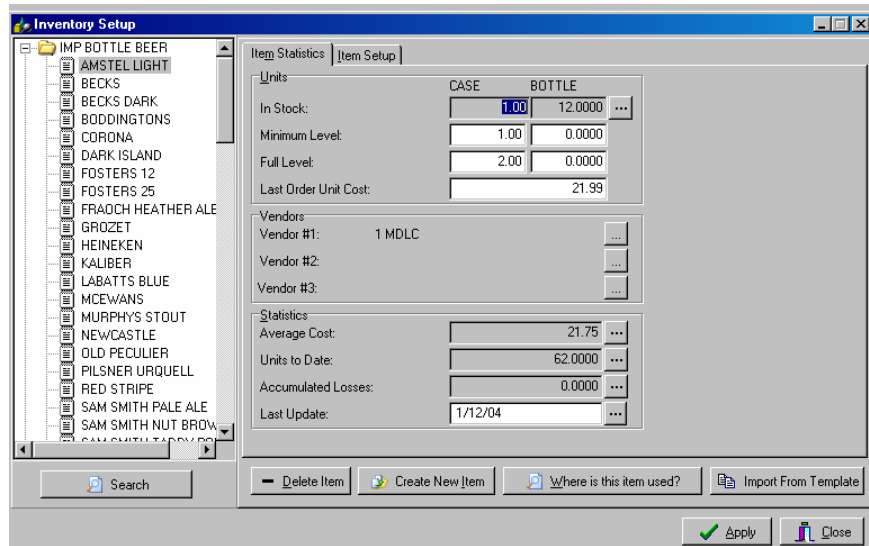 Inventory Setup
IMP BOTTLE BEER
AMSTEL LIGHT
BECKS
BECKS DARK
BODDINGTONS
CORONA
DARK ISLAND
FOSTERS 12
FOSTERS 25
FRAOCH HEATHER ALE
GROZET
HEINEKEN
KALIBER
LABATTS BLUE
MCEWANS
MURPHYS STOUT
NEWCASTLE
OLD PECULIER
PILSNER URQUELL
RED STRIPE
SAM SMITH PALE ALE
SAM SMITH NUT BROW
Search
Item Statistics Item Setup
Units
CASE BOTTLE
In Stock: 1.00 12.0000 ...
Minimum Level: 1.00 0.0000
Full Level: 2.00 0.0000
Last Order Unit Cost: 21.99
Vendors
Vendor #1: 1 MDLC ...
Vendor #2: ...
Vendor #3: ...
Statistics
Average Cost: 21.75 ...
Units to Date: 62.0000 ...
Accumulated Losses: 0.0000 ...
Last Update: 1/12/04 ...
Delete Item Create New Item Where is this item used? Import From Template
Apply Close